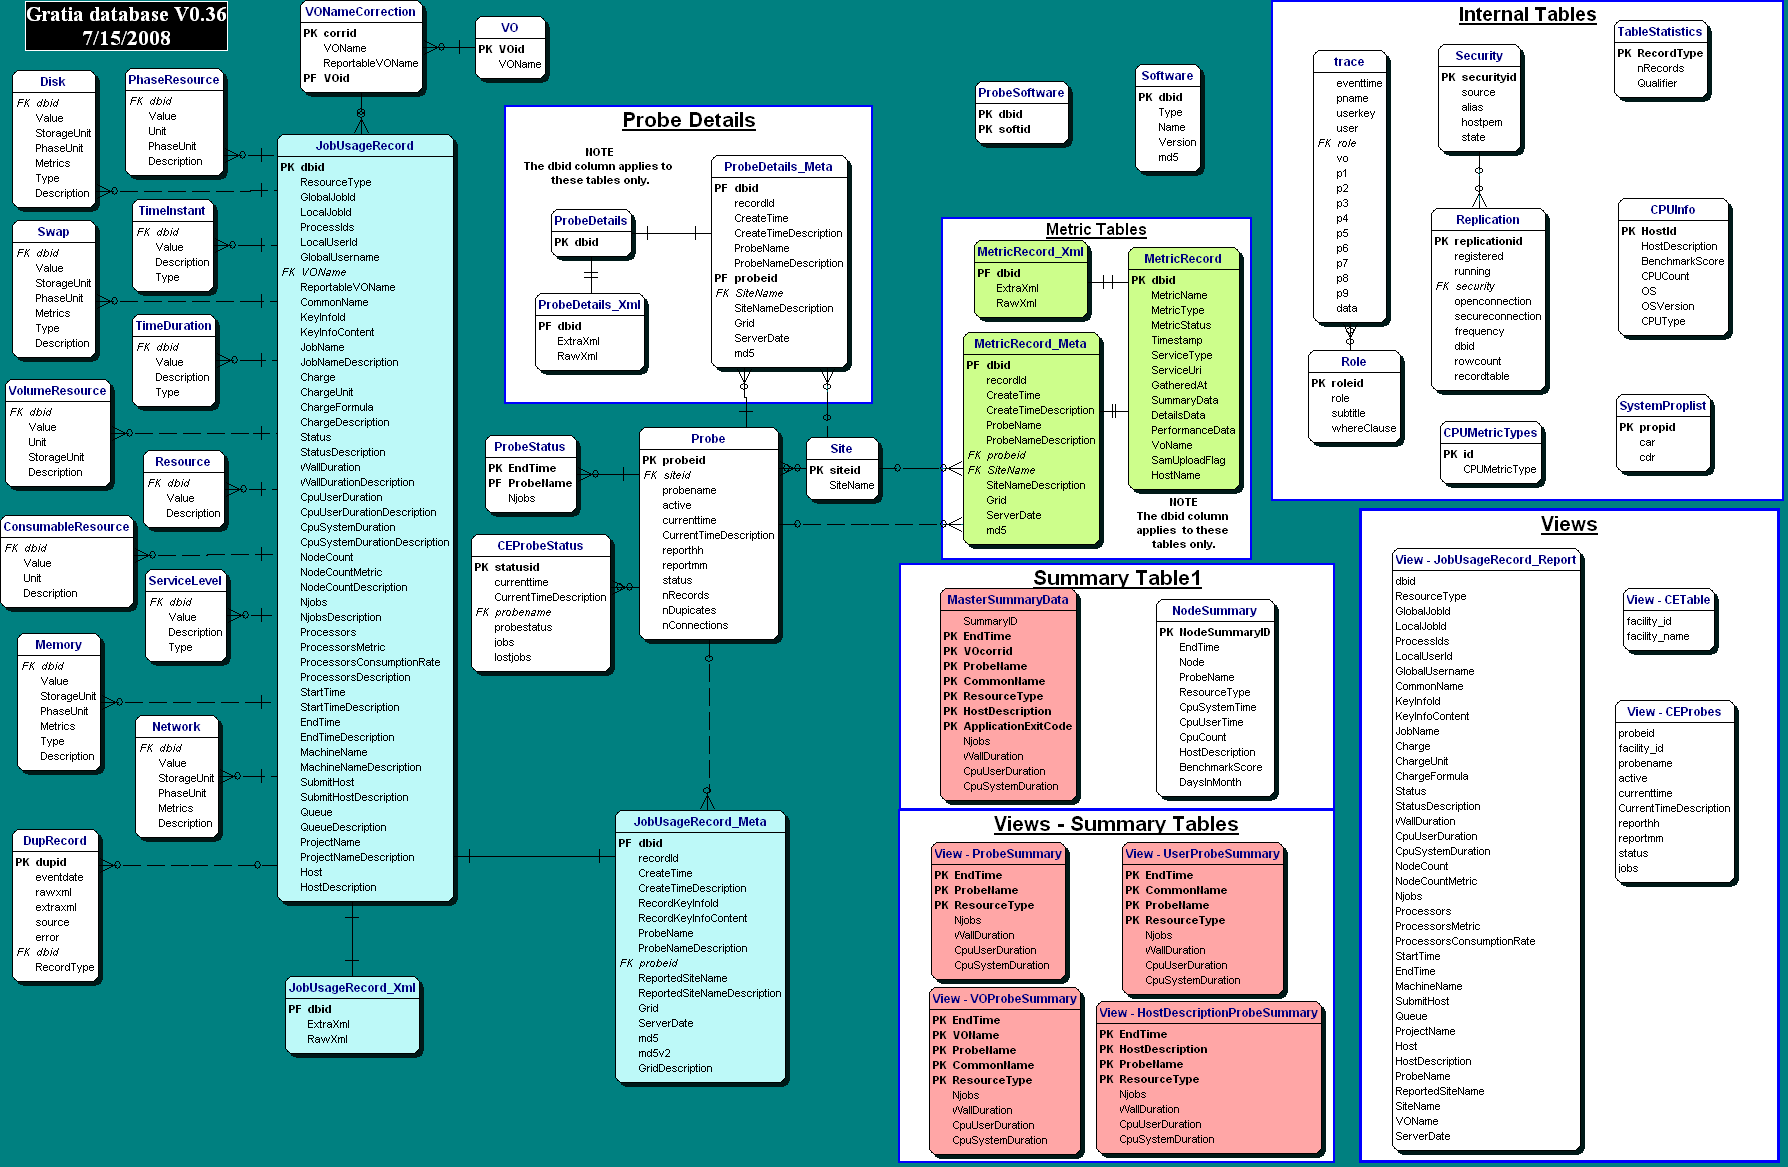 Gratia database V0.36
7/15/2008
VONameCorrection
PK corrid
VOName
ReportableVOName
PF VOid
VO
PK VOid
VOName
Disk
FK dbid
Value
StorageUnit
PhaseUnit
Metrics
Type
Description
PhaseResource
FK dbid
Value
Unit
PhaseUnit
Description
TimeInstant
FK dbid
Value
Description
Type
Swap
FK dbid
Value
StorageUnit
PhaseUnit
Metrics
Type
Description
TimeDuration
FK dbid
Value
Description
Type
VolumeResource
FK dbid
Value
Unit
StorageUnit
Description
Resource
FK dbid
Value
Description
ConsumableResource
FK dbid
Value
Unit
Description
ServiceLevel
FK dbid
Value
Description
Type
Memory
FK dbid
Value
StorageUnit
PhaseUnit
Metrics
Type
Description
Network
FK dbid
Value
StorageUnit
PhaseUnit
Metrics
Description
DupRecord
PK dupid
eventdate
rawxml
extraxml
source
error
FK dbid
RecordType
JobUsageRecord
PK dbid
ResourceType
GlobalJobId
LocalJobId
ProcessIds
LocalUserId
GlobalUsername
FK VOName
ReportableVOName
CommonName
KeyInfoId
KeyInfoContent
JobName
JobNameDescription
Charge
ChargeUnit
ChargeFormula
ChargeDescription
Status
StatusDescription
WallDuration
WallDurationDescription
CpuUserDuration
CpuUserDurationDescription
CpuSystemDuration
CpuSystemDurationDescription
NodeCount
NodeCountMetric
NodeCountDescription
Njobs
NjobsDescription
Processors
ProcessorsMetric
ProcessorsConsumptionRate
ProcessorsDescription
StartTime
StartTimeDescription
EndTime
EndTimeDescription
MachineName
MachineNameDescription
SubmitHost
SubmitHostDescription
Queue
QueueDescription
ProjectName
ProjectNameDescription
Host
HostDescription
JobUsageRecord_Xml
PF dbid
ExtraXml
RawXml
Probe Details
NOTE
The dbid column applies to
these tables only.
ProbeDetails
PK dbid
ProbeDetails_Xml
PF dbid
ExtraXml
RawXml
ProbeDetails_Meta
PF dbid
recordId
CreateTime
CreateTimeDescription
ProbeName
ProbeNameDescription
PF probeid
FK SiteName
SiteNameDescription
Grid
ServerDate
md5
ProbeStatus
PK EndTime
PF ProbeName
Njobs
CEProbeStatus
PK statusid
currenttime
CurrentTimeDescription
FK probename
probestatus
jobs
lostjobs
Probe
PK probeid
FK siteid
probename
active
currenttime
CurrentTimeDescription
reporthh
reportmm
status
nRecords
nDupicates
nConnections
Site
PK siteid
SiteName
JobUsageRecord_Meta
PF dbid
recordId
CreateTime
CreateTimeDescription
RecordKeyInfoId
RecordKeyInfoContent
ProbeName
ProbeNameDescription
FK probeid
ReportedSiteName
ReportedSiteNameDescription
Grid
ServerDate
md5
md5v2
GridDescription
ProbeSoftware
PK dbid
PK softid
Software
PK dbid
Type
Name
Version
md5
Metric Tables
MetricRecord_Xml
PF dbid
ExtraXml
RawXml
MetricRecord_Meta
PF dbid
recordId
CreateTime
CreateTimeDescription
ProbeName
ProbeNameDescription
FK probeid
FK SiteName
SiteNameDescription
Grid
ServerDate
md5
MetricRecord
PK dbid
MetricName
MetricType
MetricStatus
Timestamp
ServiceType
ServiceUri
GatheredAt
SummaryData
DetailsData
PerformanceData
VoName
SamUploadFlag
HostName
NOTE
The dbid column
applies to these
tables only.
Summary Table1
MasterSummaryData
SummaryID
PK EndTime
PK VOcorrid
PK ProbeName
PK CommonName
PK ResourceType
PK HostDescription
PK ApplicationExitCode
Njobs
WallDuration
CpuUserDuration
CpuSystemDuration
NodeSummary
PK NodeSummaryID
EndTime
Node
ProbeName
ResourceType
CpuSystemTime
CpuUserTime
CpuCount
HostDescription
BenchmarkScore
DaysInMonth
Views - Summary Tables
View - ProbeSummary
PK EndTime
PK ProbeName
PK ResourceType
Njobs
WallDuration
CpuUserDuration
CpuSystemDuration
View - UserProbeSummary
PK EndTime
PK CommonName
PK ProbeName
PK ResourceType
Njobs
WallDuration
CpuUserDuration
CpuSystemDuration
View - VOProbeSummary
PK EndTime
PK VOName
PK ProbeName
PK CommonName
PK ResourceType
Njobs
WallDuration
CpuUserDuration
CpuSystemDuration
View - HostDescriptionProbeSummary
PK EndTime
PK HostDescription
PK ProbeName
PK ResourceType
Njobs
WallDuration
CpuUserDuration
CpuSystemDuration
Internal Tables
trace
eventtime
pname
userkey
user
FK role
vo
p1
p2
p3
p4
p5
p6
p7
p8
p9
data
Role
PK roleid
role
subtitle
whereClause
Security
PK securityid
source
alias
hostpem
state
Replication
PK replicationid
registered
running
FK security
openconnection
secureconnection
frequency
dbid
rowcount
recordtable
CPUMetricTypes
PK id
CPUMetricType
TableStatistics
PK RecordType
nRecords
Qualifier
CPUInfo
PK HostId
HostDescription
BenchmarkScore
CPUCount
OS
OSVersion
CPUType
SystemProplist
PK propid
car
cdr
Views
View - JobUsageRecord_Report
dbid
ResourceType
GlobalJobId
LocalJobId
ProcessIds
LocalUserId
GlobalUsername
CommonName
KeyInfoId
KeyInfoContent
JobName
Charge
ChargeUnit
ChargeFormula
Status
StatusDescription
WallDuration
CpuUserDuration
CpuSystemDuration
NodeCount
NodeCountMetric
Njobs
Processors
ProcessorsMetric
ProcessorsConsumptionRate
StartTime
EndTime
MachineName
SubmitHost
Queue
ProjectName
Host
HostDescription
ProbeName
ReportedSiteName
SiteName
VOName
ServerDate
View - CETable
facility_id
facility_name
View - CEProbes
probeid
facility_id
probename
active
currenttime
CurrentTimeDescription
reporthh
reportmm
status
jobs